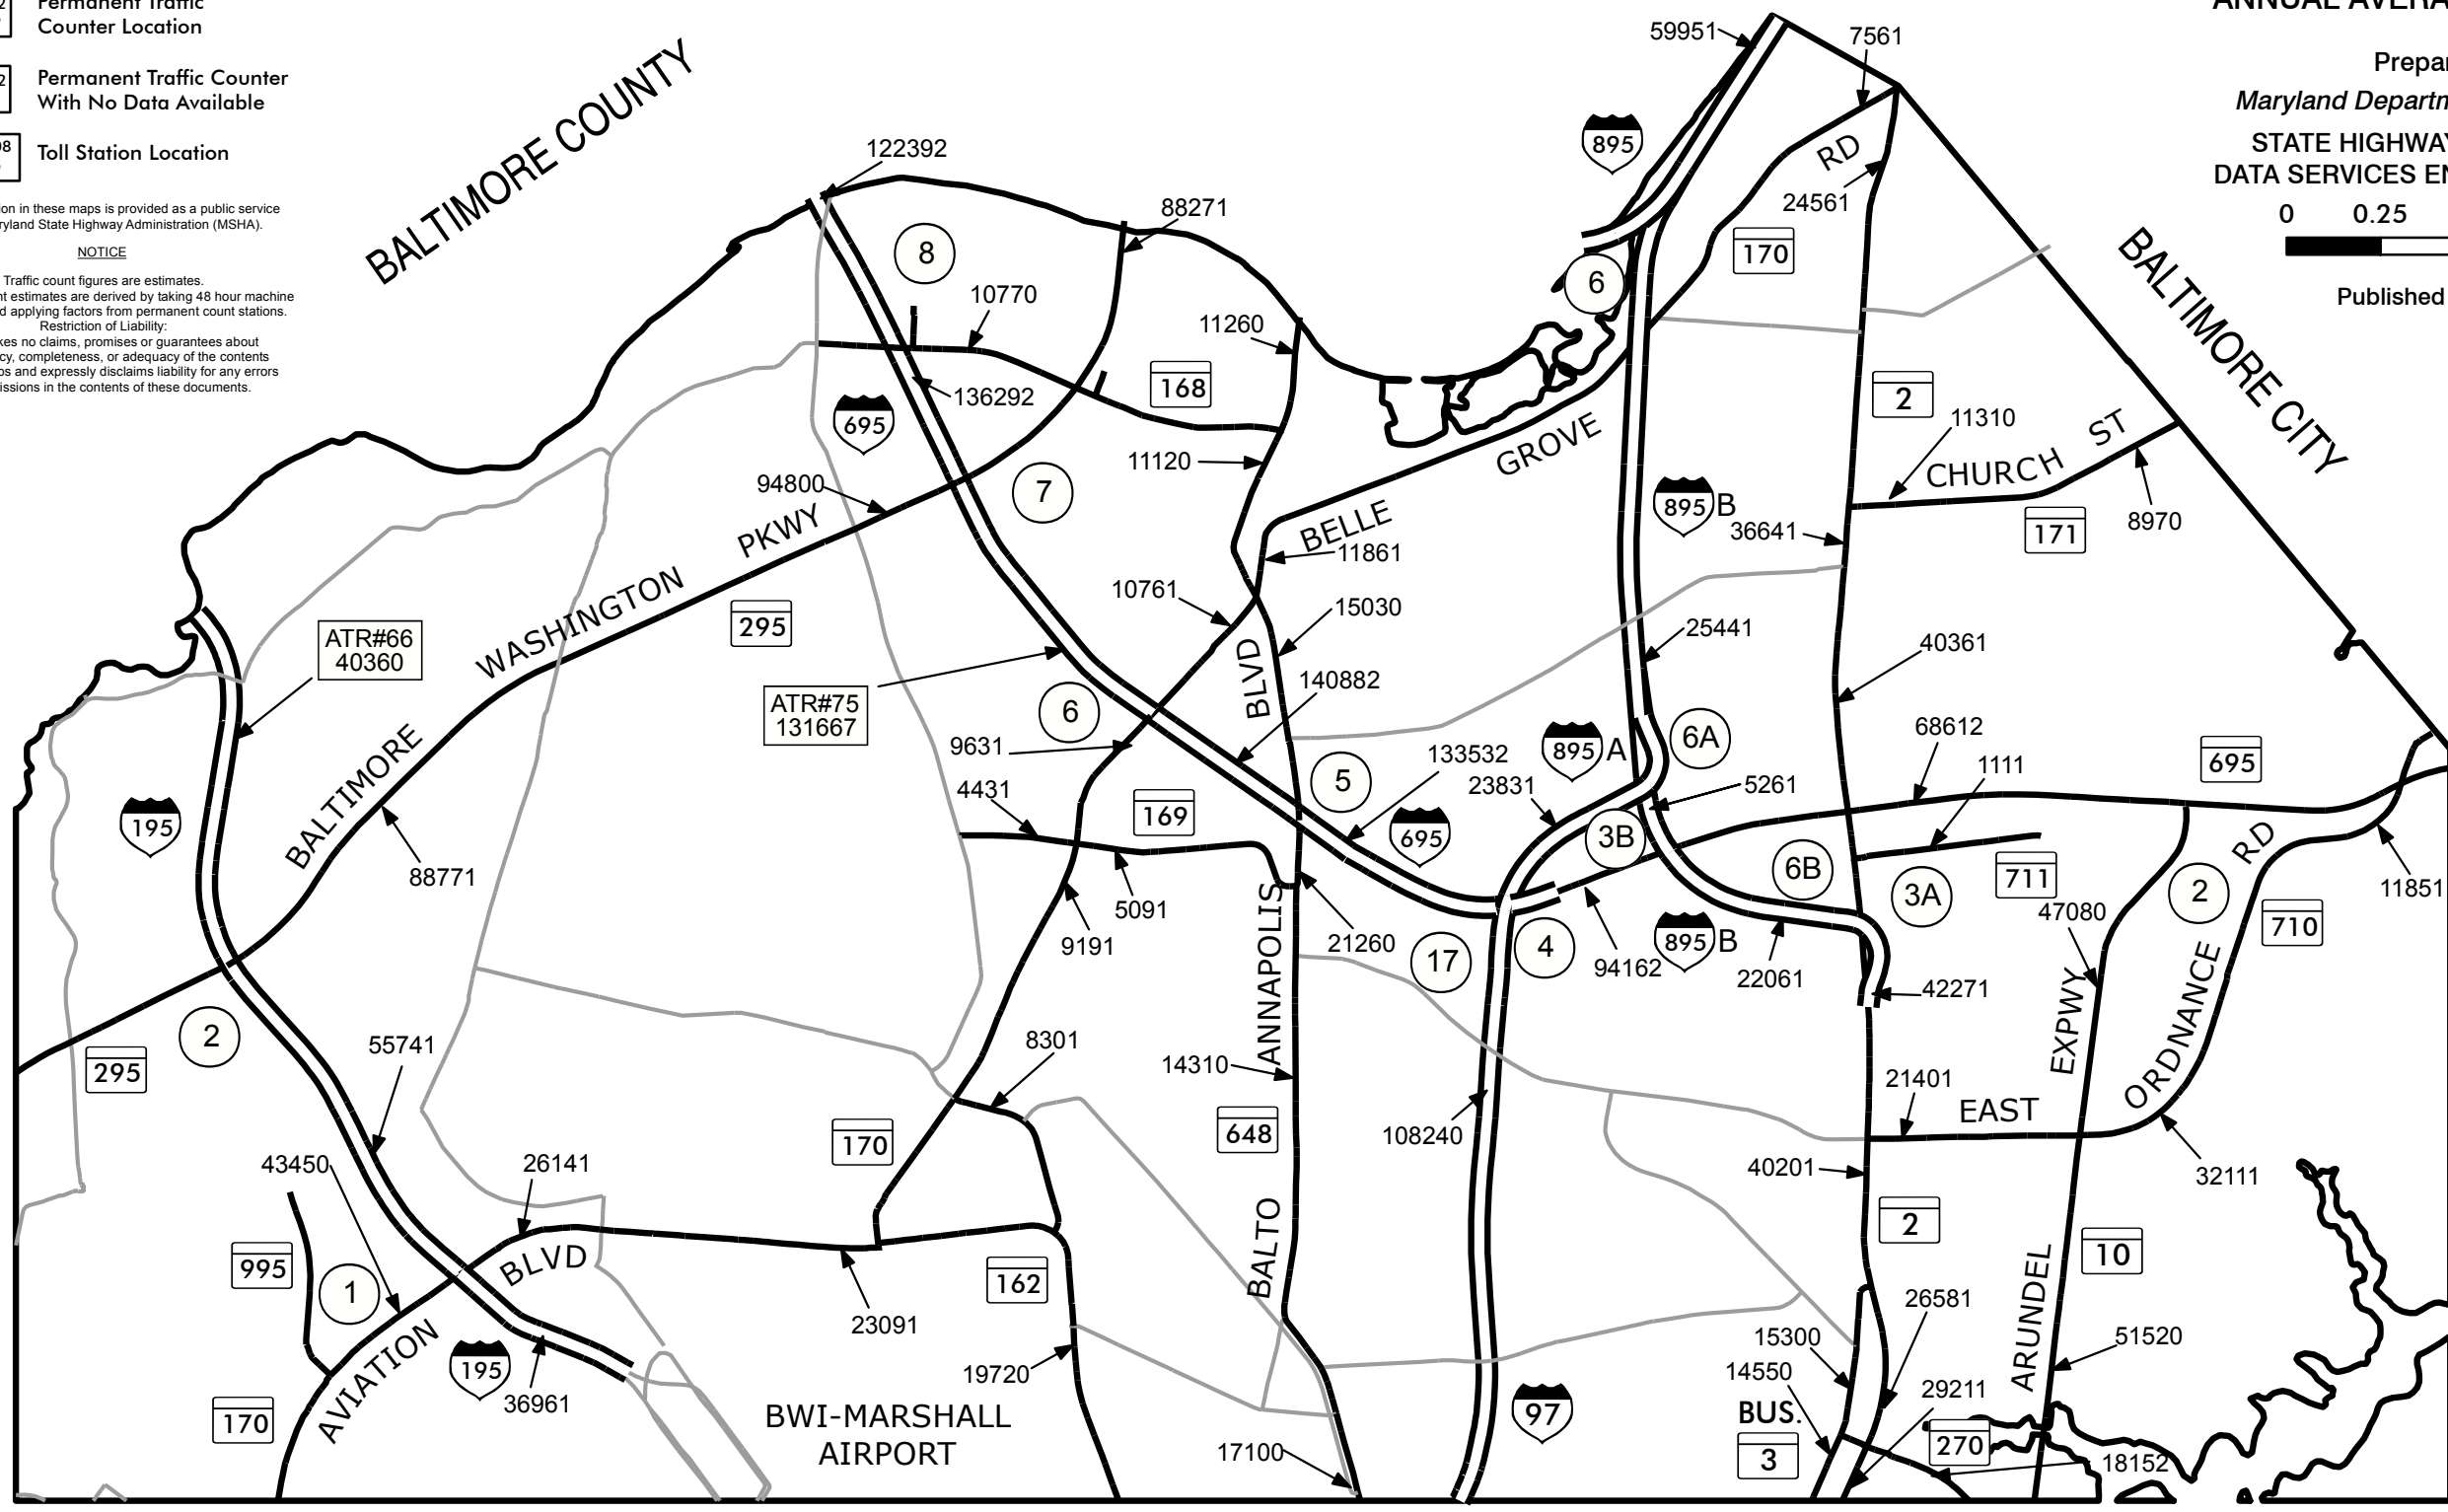 Permanent Traffic
Counter Location
Permanent Traffic Counter
With No Data Available
Toll Station Location
ion in these maps is provided as a public service
ryland State Highway Administration (MSHA).
NOTICE
Traffic count figures are estimates.
nt estimates are derived by taking 48 hour machine
d applying factors from permanent count stations.
Restriction of Liability:
kes no claims, promises or guarantees about
cy, completeness, or adequacy of the contents
ps and expressly disclaims liability for any errors
issions in the contents of these documents.
ANNUAL AVERA
Prepar
Maryland Departm
STATE HIGHWAY
DATA SERVICES EN
0 0.25
Published
BALTIMORE COUNTY
BALTIMORE CITY
59951
7561
895
RD
24561
170
122392
88271
8
6
10770
11260
136292
168
695
2
11310
CHURCH ST
GROVE
11120
94800
7
895 B
36641
171
8970
PKWY
BELLE
11861
WASHINGTON
10761
15030
295
ATR#66
40360
25441
40361
BLVD
140882
ATR#75
131667
6
9631
133532
895 A
6A
68612
695
1111
5
4431
23831
5261
169
195
BALTIMORE
695
3B
RD
6B
711
3A
2
11851
88771
5091
47080
710
9191
21260
17
4
94162
895 B
22061
42271
ANNAPOLIS
EXPWY
ORDNANCE
2
55741
295
8301
14310
21401
EAST
648
108240
170
43450
26141
40201
32111
2
995
1
BLVD
162
BALTO
10
23091
26581
ARUNDEL
15300
51520
AVIATION
195
19720
14550
29211
36961
170
BWI-MARSHALL
AIRPORT
97
BUS.
3
270
17100
18152